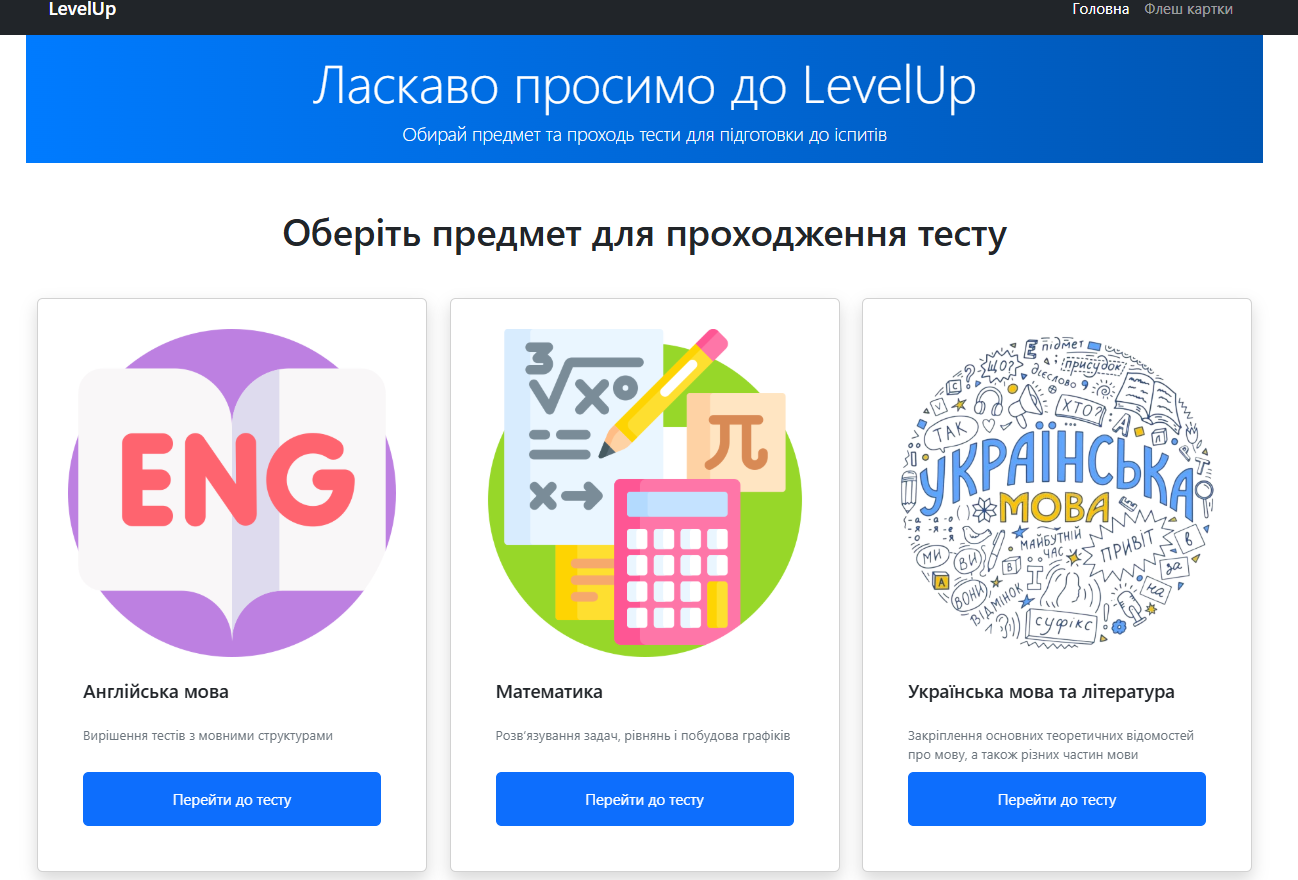 LevelUp
Головна Флеш картки
Ласкаво просимо до LevelUp
Обирай предмет та проходь тести для підготовки до іспитів
Оберіть предмет для проходження тесту
ENG
Англійська мова
Вирішення тестів з мовними структурами
Перейти до тесту
3√x°
π
x→
Математика
Розв’язування задач, рівнянь і побудова графіків
Перейти до тесту
підмет
ЩО?
присудок
дієслово
ХТО?
ТАК
УКРАЇНСЬКА
МОВА
МАЙБУТНІЙ
ЧАС
ПРИВІТ
в
МИ
ВИ
за
на
А
ВОНИ
ВІДМІНОК
суфікс
Українська мова та література
Закріплення основних теоретичних відомостей
про мову, а також різних частин мови
Перейти до тесту